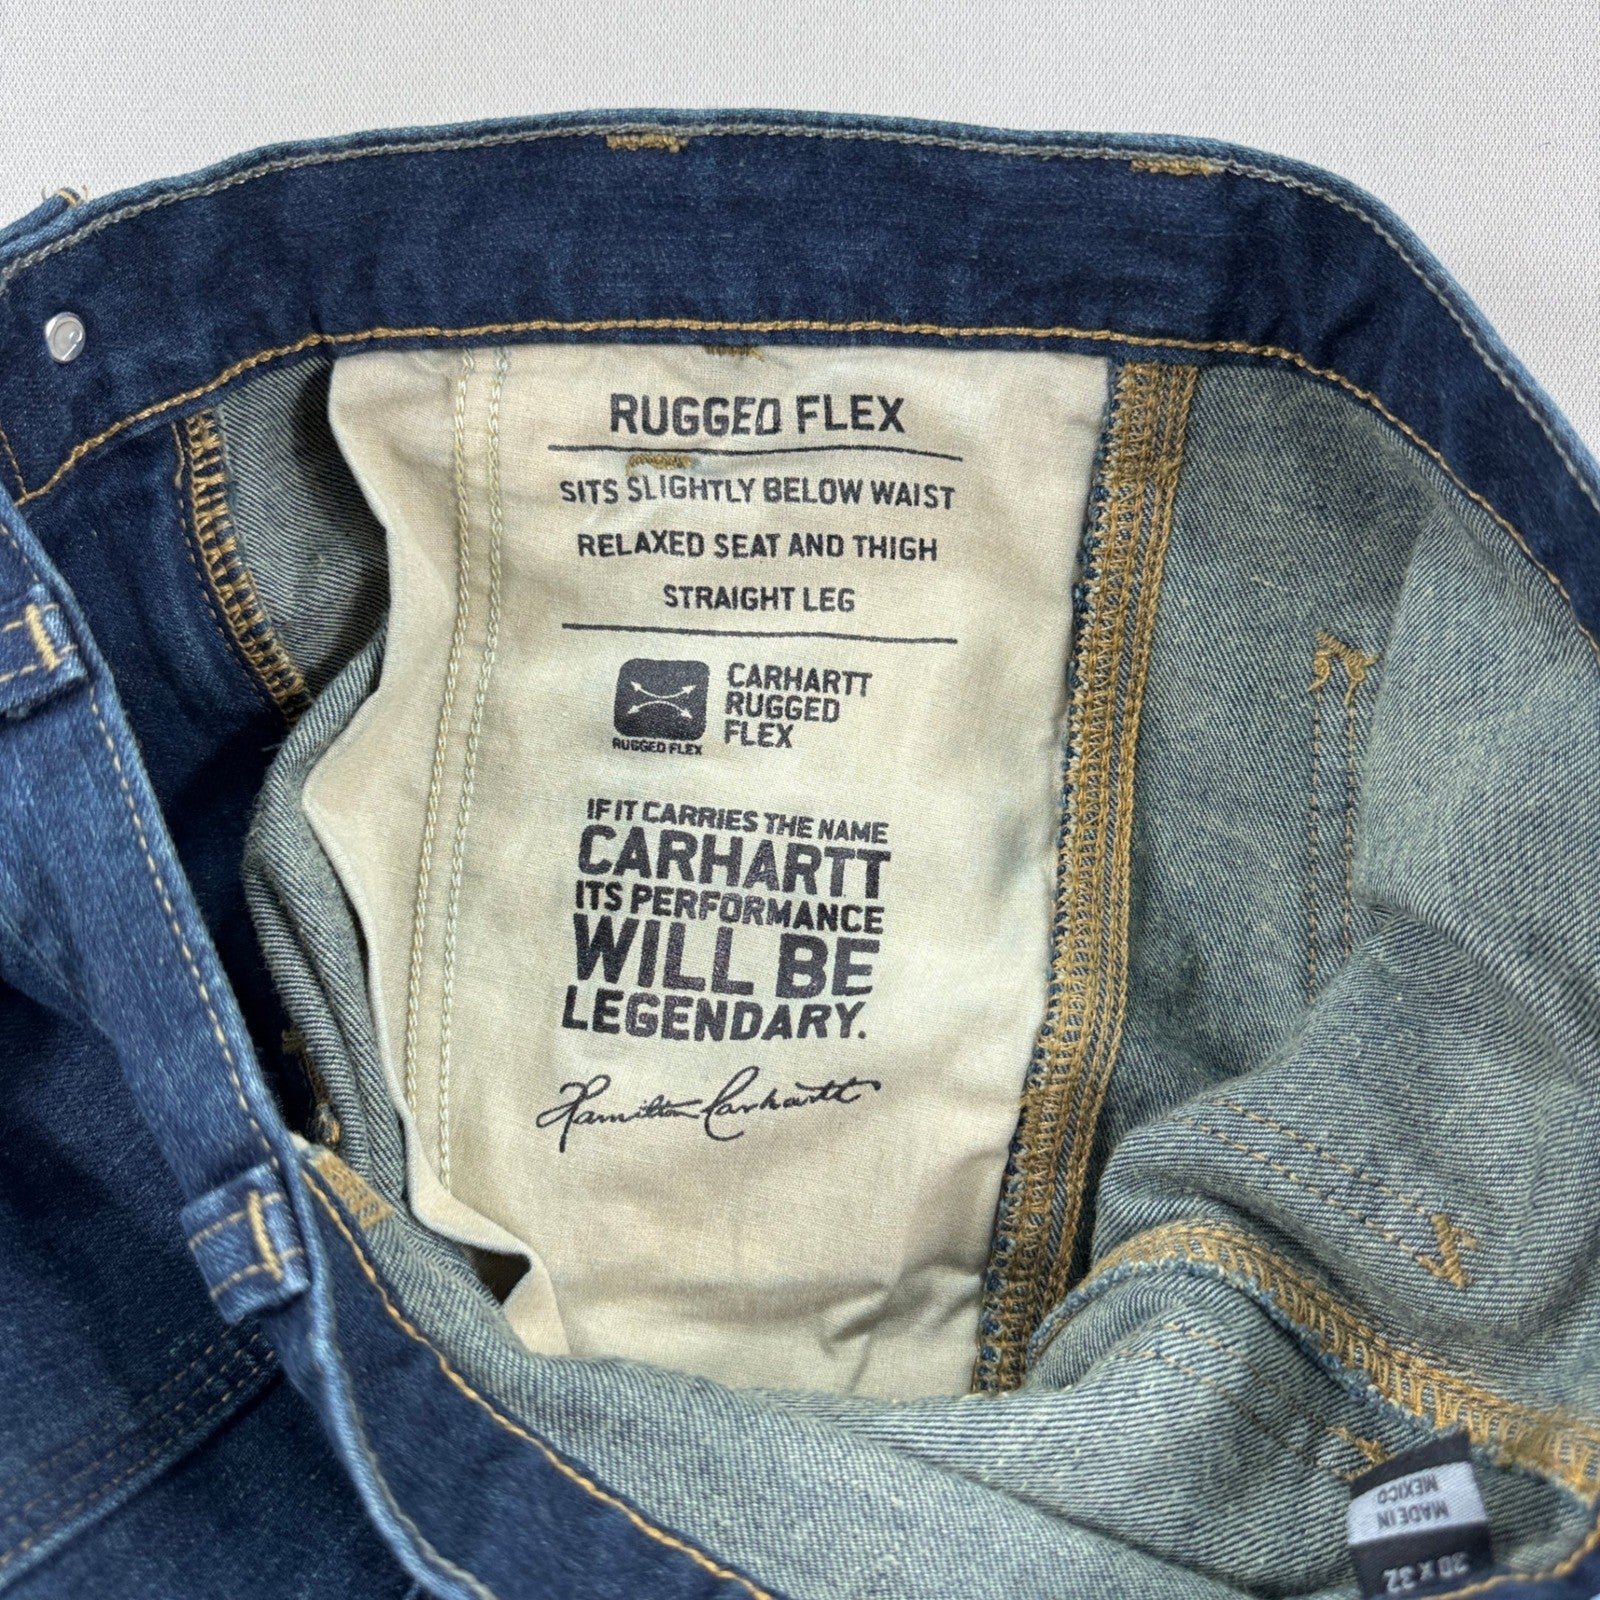 RUGGED FLEX
SITS SLIGHTLY BELOW WAIST
RELAXED SEAT AND THIGH
STRAIGHT LEG
CARHARTT
RUGGED
FLEX
RUGGED FLEX
IF IT CARRIES THE NAME
CARHARTT
ITS PERFORMANCE
WILL BE
LEGENDARY.
Hamilton Carhartt
MADE IN
MEXICO
X 32